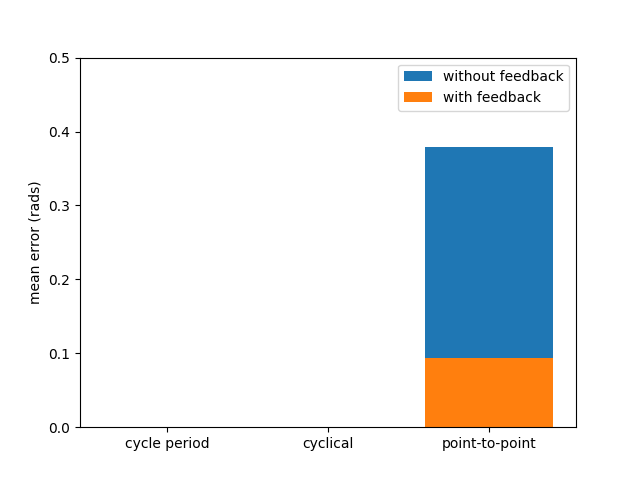 0.5
0.4
0.3
0.2
0.1
0.0
mean error (rads)
without feedback
with feedback
cycle period
cyclical
point-to-point